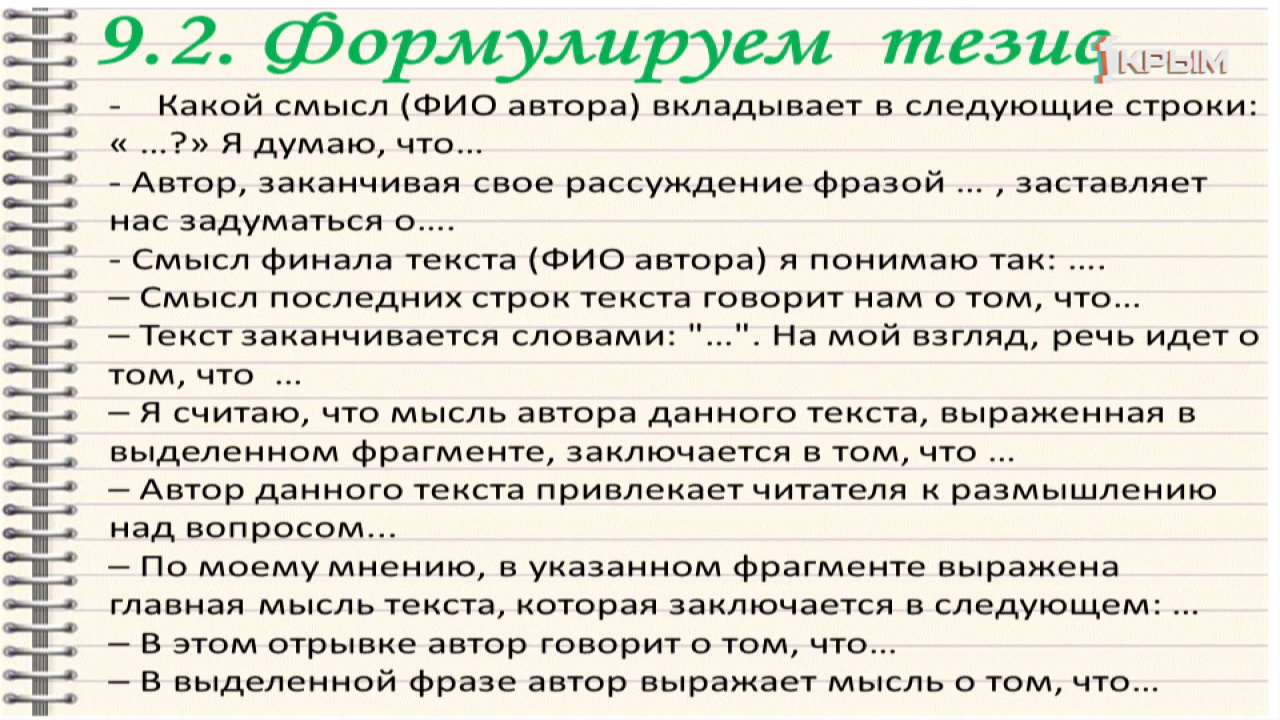 9.2. Формулируем тезис
1 КРЫМ
- Какой смысл (ФИО автора) вкладывает в следующие строки:
« ...?» Я думаю, что...
- Автор, заканчивая свое рассуждение фразой ... , заставляет
нас задуматься о....
- Смысл финала текста (ФИО автора) я понимаю так: ....
– Смысл последних строк текста говорит нам о том, что...
– Текст заканчивается словами: "...". На мой взгляд, речь идет о
том, что ...
– Я считаю, что мысль автора данного текста, выраженная в
выделенном фрагменте, заключается в том, что ...
– Автор данного текста привлекает читателя к размышлению
над вопросом...
– По моему мнению, в указанном фрагменте выражена
главная мысль текста, которая заключается в следующем: ...
– В этом отрывке автор говорит о том, что...
– В выделенной фразе автор выражает мысль о том, что...